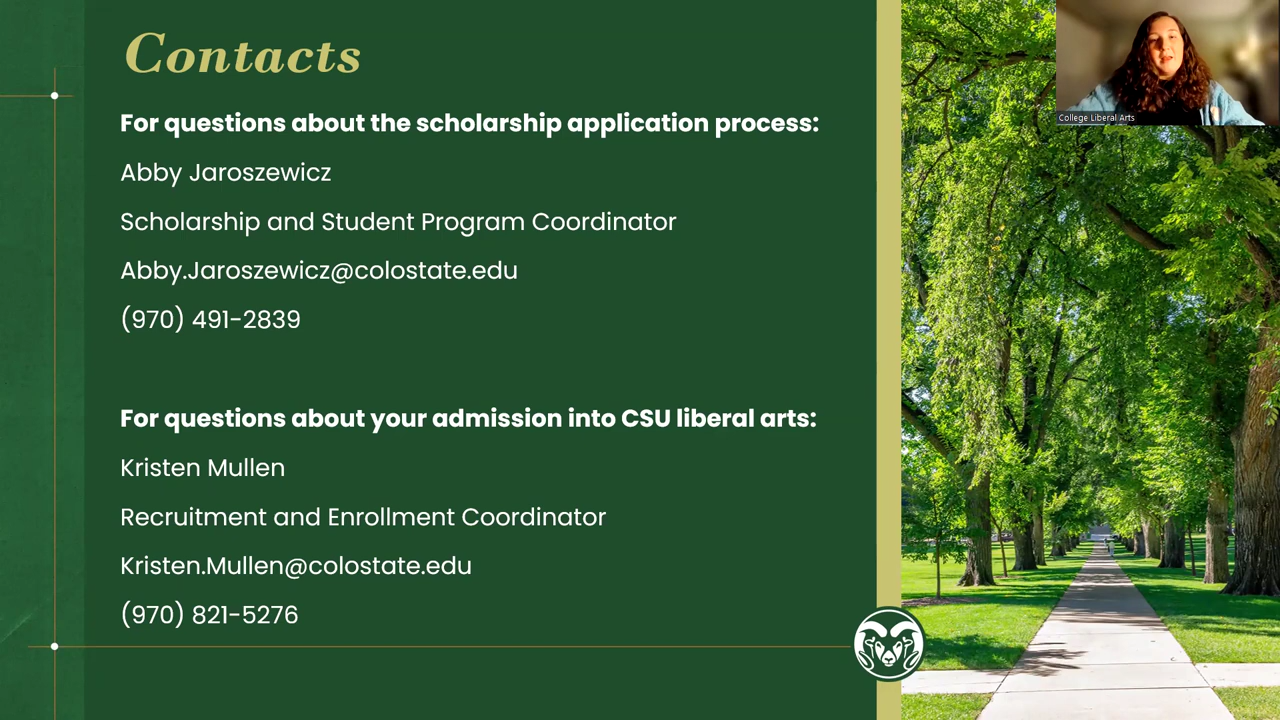 Contacts
For questions about the scholarship application process:
Abby Jaroszewicz
Scholarship and Student Program Coordinator
Abby.Jaroszewicz@colostate.edu
(970) 491-2839
For questions about your admission into CSU liberal arts:
Kristen Mullen
Recruitment and Enrollment Coordinator
Kristen.Mullen@colostate.edu
(970) 821-5276
College Liberal Arts